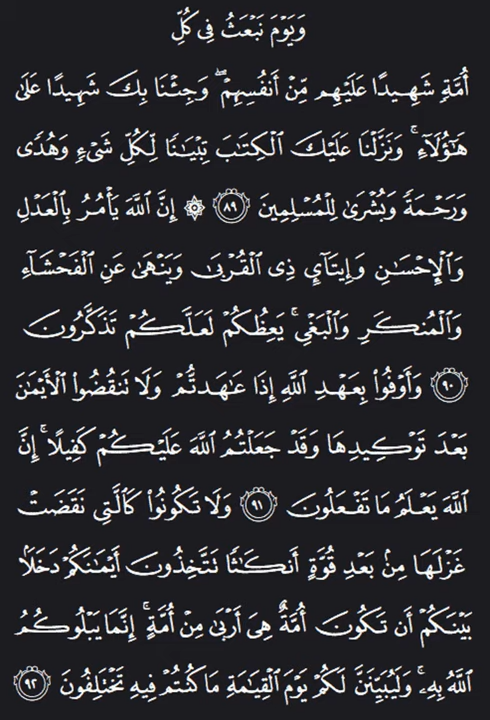 وَيَوۡمَ نَبۡعَثُ فِي كُلِّ
أُمَّةٖ شَهِيدًا عَلَيۡهِم مِّنۡ أَنفُسِهِمۡۖ وَجِئۡنَا بِكَ شَهِيدًا عَلَىٰ
هَٰٓؤُلَآءِۚ وَنَزَّلۡنَا عَلَيۡكَ ٱلۡكِتَٰبَ تِبۡيَٰنٗا لِّكُلِّ شَيۡءٖ وَهُدٗى
وَرَحۡمَةٗ وَبُشۡرَىٰ لِلۡمُسۡلِمِينَ ٨٩ ۞ إِنَّ ٱللَّهَ يَأۡمُرُ بِٱلۡعَدۡلِ
وَٱلۡإِحۡسَٰنِ وَإِيتَآيِٕ ذِي ٱلۡقُرۡبَىٰ وَيَنۡهَىٰ عَنِ ٱلۡفَحۡشَآءِ
وَٱلۡمُنكَرِ وَٱلۡبَغۡيِۚ يَعِظُكُمۡ لَعَلَّكُمۡ تَذَكَّرُونَ
٩٠ وَأَوۡفُواْ بِعَهۡدِ ٱللَّهِ إِذَا عَٰهَدتُّمۡ وَلَا تَنقُضُواْ ٱلۡأَيۡمَٰنَ
بَعۡدَ تَوۡكِيدِهَا وَقَدۡ جَعَلۡتُمُ ٱللَّهَ عَلَيۡكُمۡ كَفِيلًاۚ إِنَّ
ٱللَّهَ يَعۡلَمُ مَا تَفۡعَلُونَ ٩١ وَلَا تَكُونُواْ كَٱلَّتِي نَقَضَتۡ
غَزۡلَهَا مِنۢ بَعۡدِ قُوَّةٍ أَنكَٰثٗا تَتَّخِذُونَ أَيۡمَٰنَكُمۡ دَخَلَۢا
بَيۡنَكُمۡ أَن تَكُونَ أُمَّةٌ هِيَ أَرۡبَىٰ مِنۡ أُمَّةٍۚ إِنَّمَا يَبۡلُوكُمُ
ٱللَّهُ بِهِۦۚ وَلَيُبَيِّنَنَّ لَكُمۡ يَوۡمَ ٱلۡقِيَٰمَةِ مَا كُنتُمۡ فِيهِ تَخۡتَلِفُونَ ٩٢